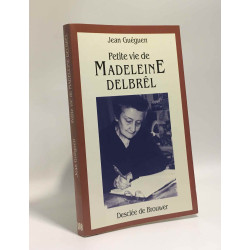 Jean Guéguen
Petite vie de
MADELEINE
DELBRÊL
Desclée de Brouwer